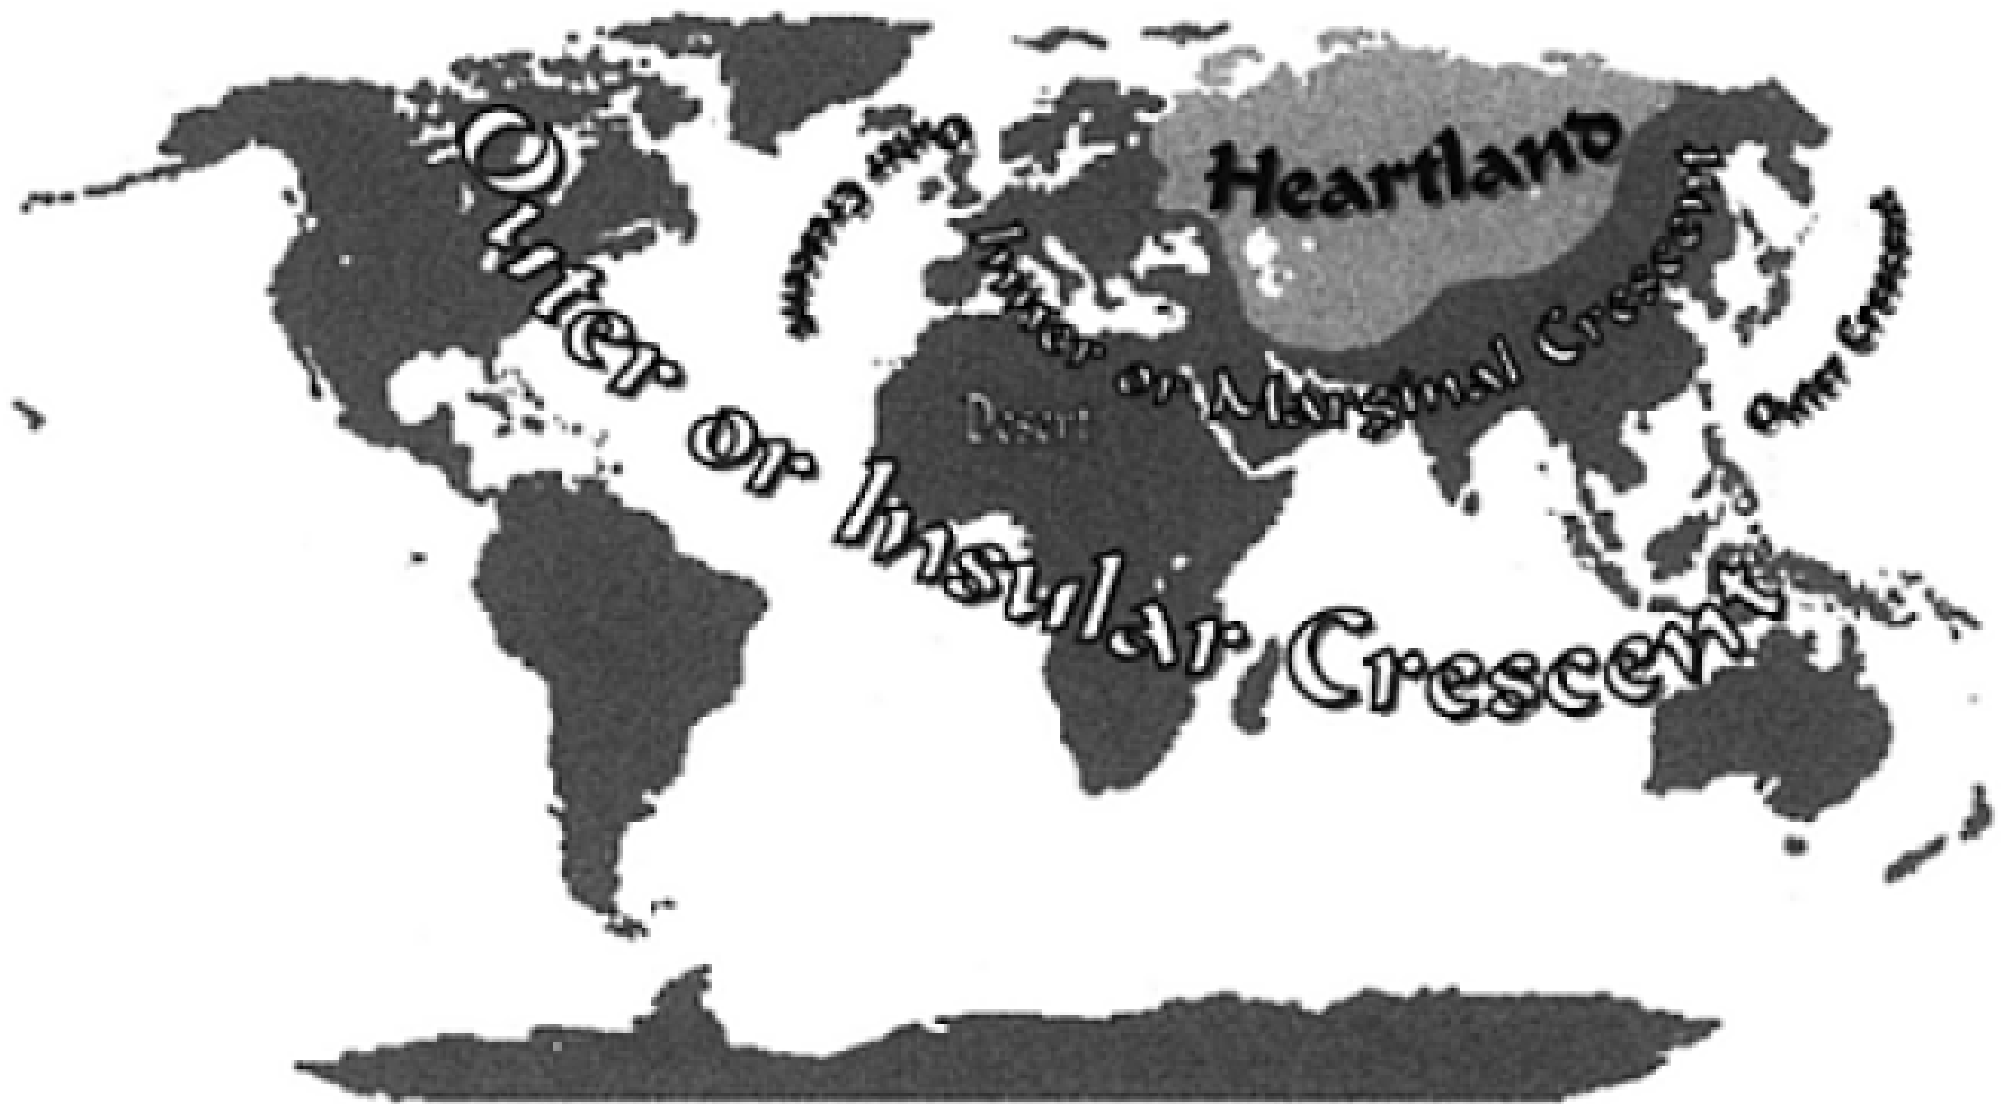 Heartland
Outer Crescent
Inner or Marginal Crescent
Outer Crescent
Desert
Outer or Insular Crescent